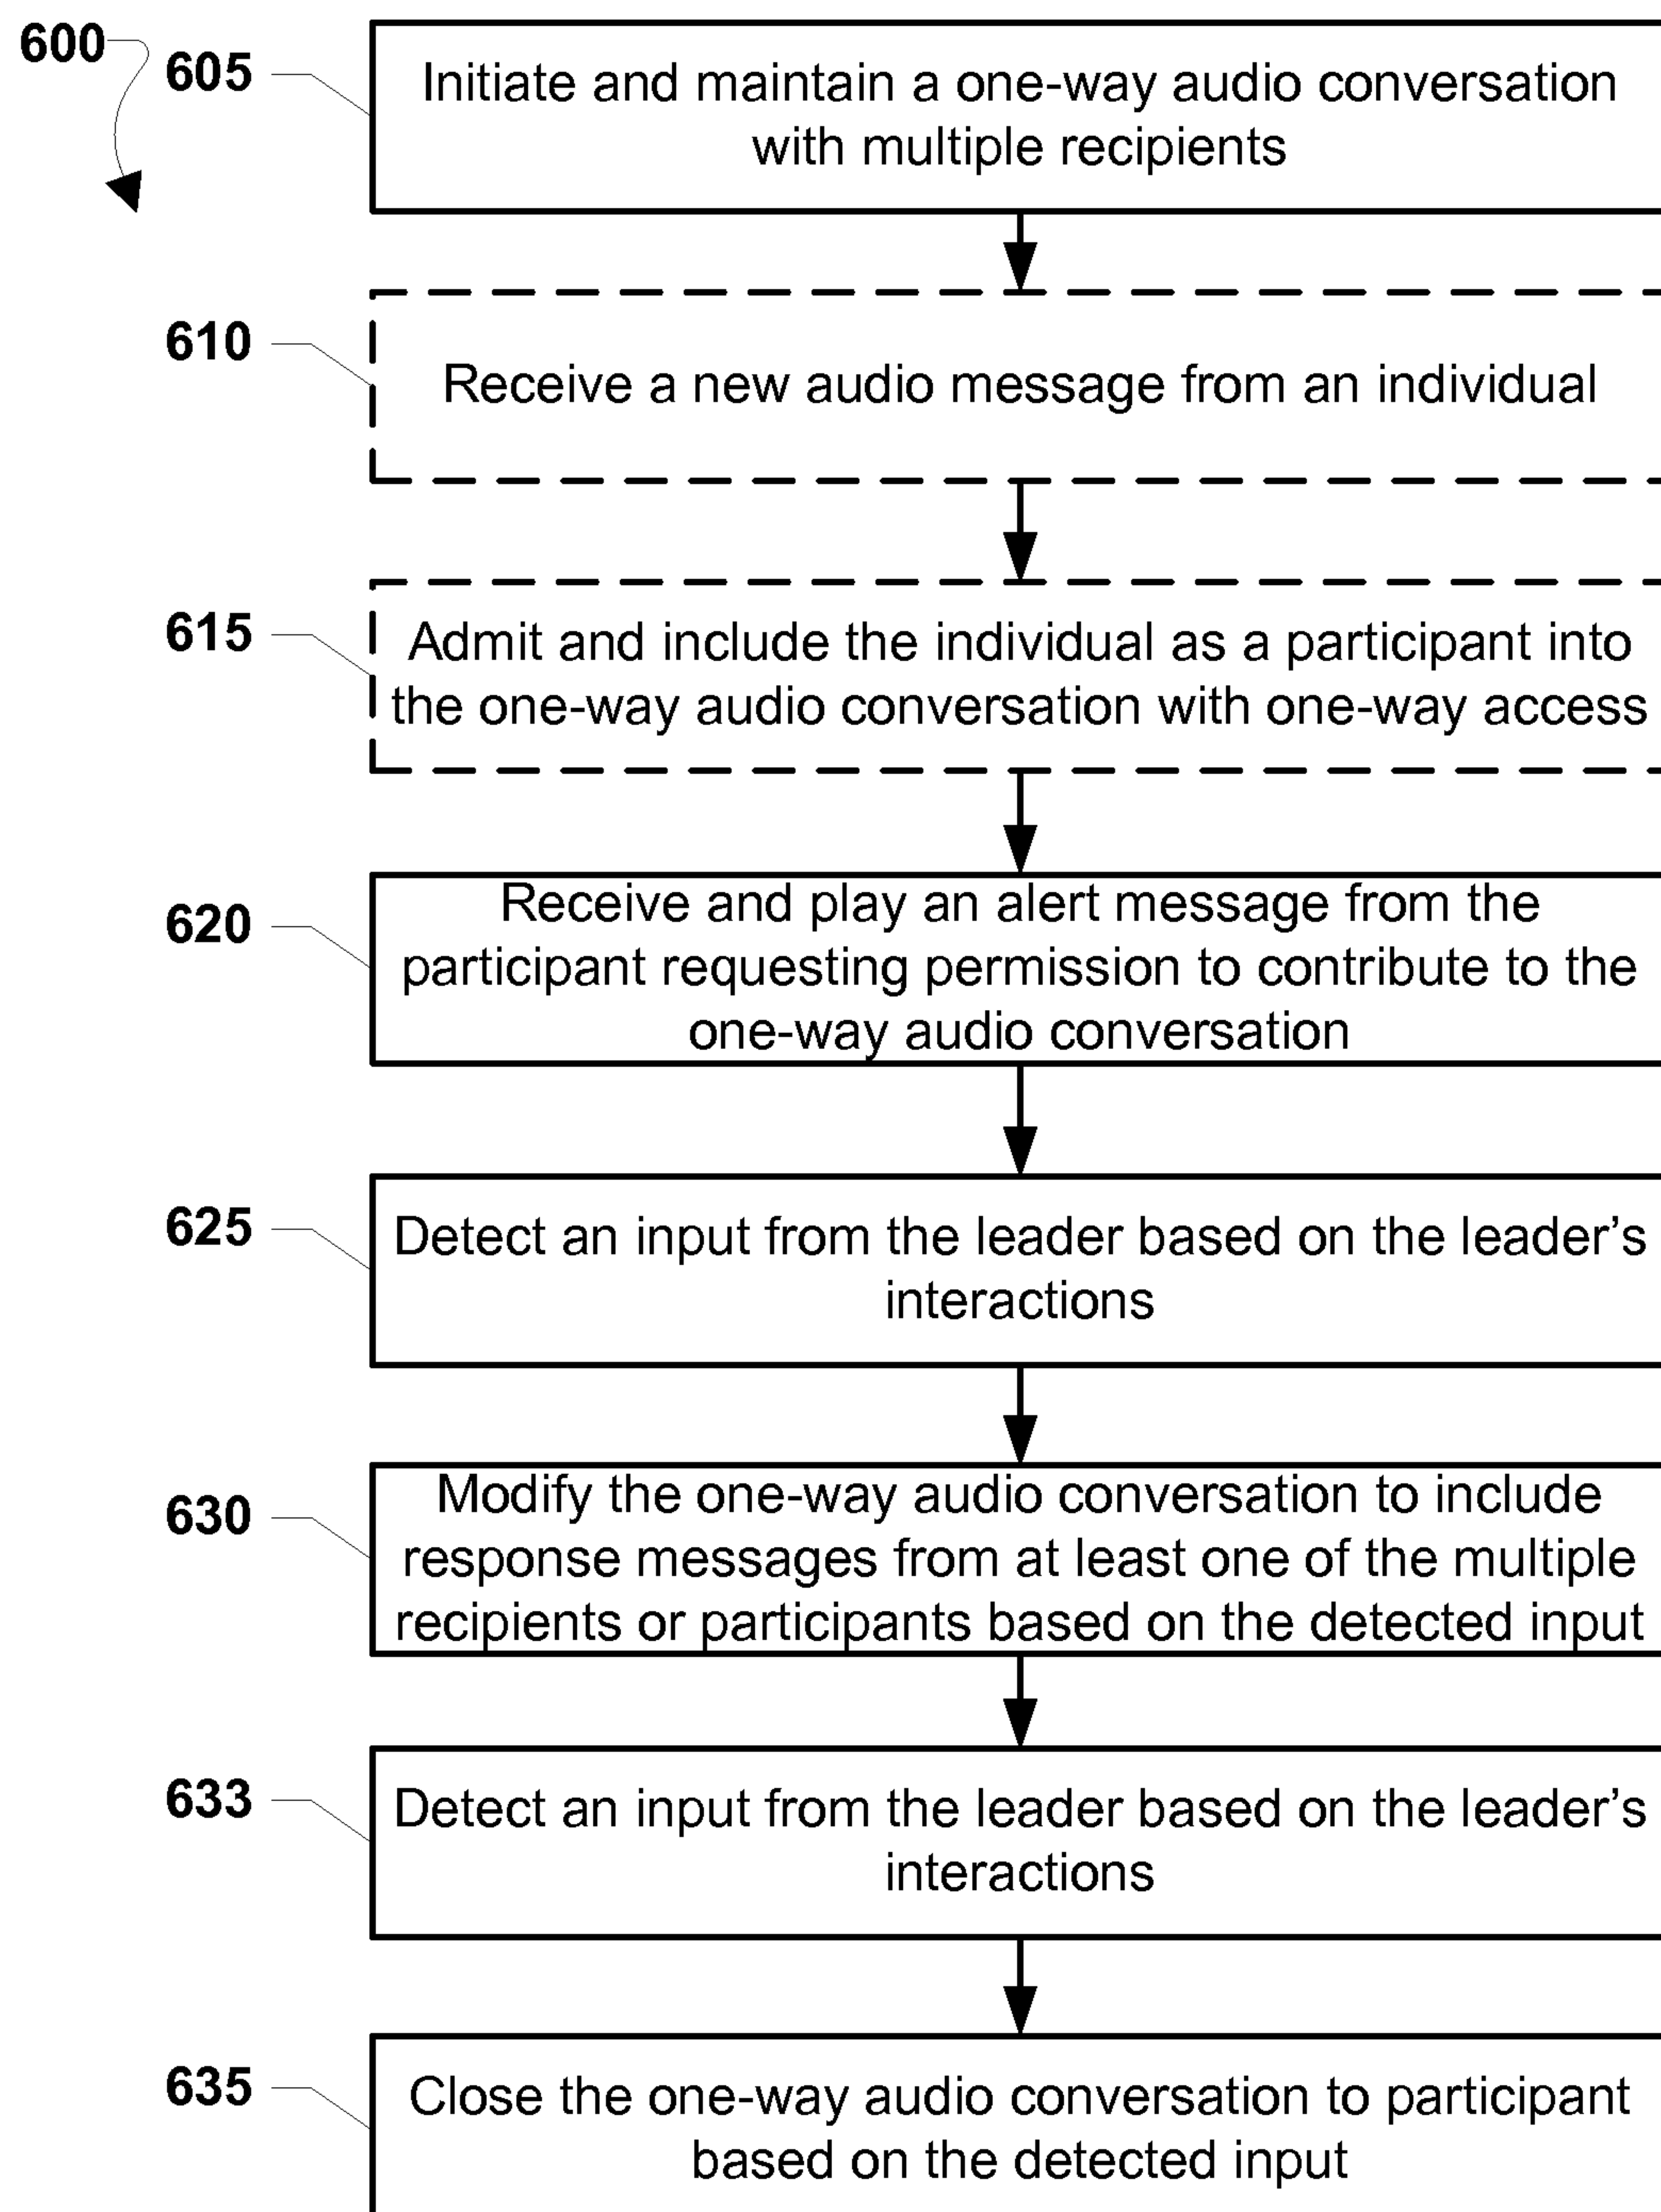 600
605
Initiate and maintain a one-way audio conversation
with multiple recipients
610
Receive a new audio message from an individual
615
Admit and include the individual as a participant into
the one-way audio conversation with one-way access
620
Receive and play an alert message from the
participant requesting permission to contribute to the
one-way audio conversation
625
Detect an input from the leader based on the leader’s
interactions
630
Modify the one-way audio conversation to include
response messages from at least one of the multiple
recipients or participants based on the detected input
633
Detect an input from the leader based on the leader’s
interactions
635
Close the one-way audio conversation to participant
based on the detected input